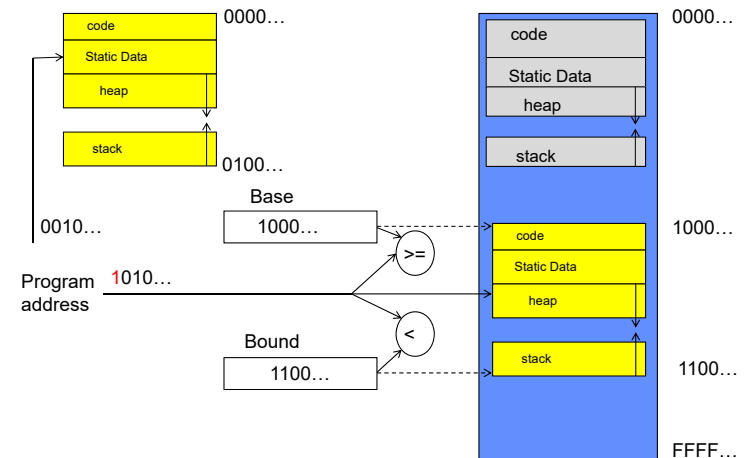 code
0000…
Static Data
heap
stack
0100…
0010…
Base
1000…
>=
Program
address
1010…
<
Bound
1100…
0000…
code
Static Data
heap
stack
1000…
code
Static Data
heap
stack
1100…
FFFF…